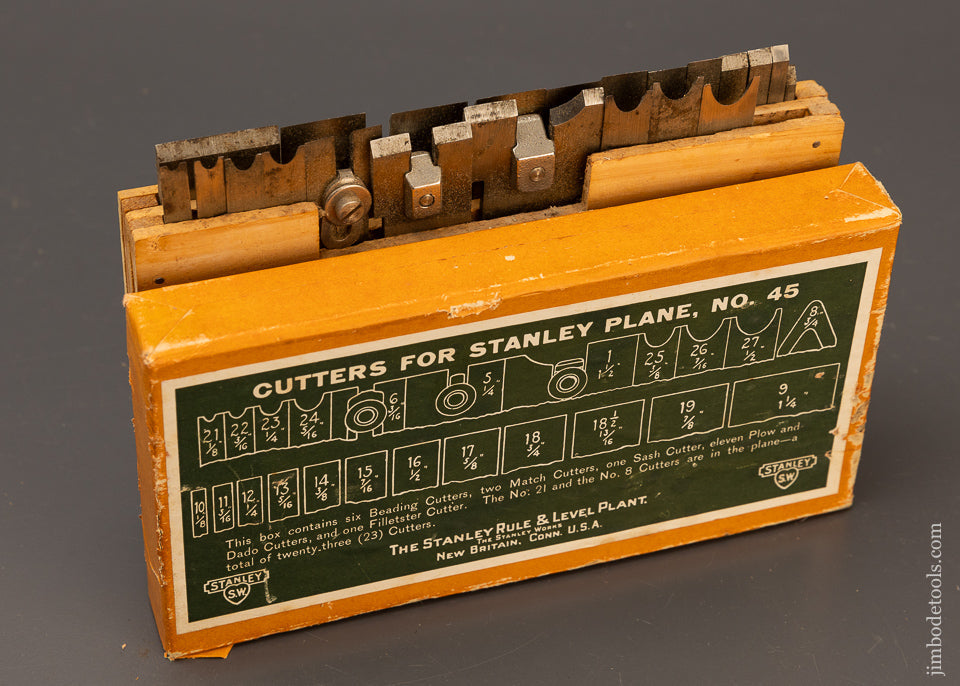 CUTTERS FOR STANLEY PLANE, NO. 45
21 1/8" 22 3/16" 23 1/4" 24 5/16" 6 3/16" 5 1/4" 1 1 1/2" 25 3/8" 26 7/16" 27 1/2" 8 3/4"
10 1/8" 11 3/16" 12 1/4" 13 5/16" 14 3/8" 15 7/16" 16 1/2" 17 5/8" 18 3/4" 18 1/2 13/16" 19 7/8" 9 1 1/4"
This box contains six Beading Cutters, two Match Cutters, one Sash Cutter, eleven Plow and
Dado Cutters, and one Filletster Cutter. The No. 21 and the No. 8 Cutters are in the plane—a
total of twenty-three (23) Cutters.
THE STANLEY RULE & LEVEL PLANT.
THE STANLEY WORKS
NEW BRITAIN, CONN. U.S.A.
STANLEY
S.W.
STANLEY
S.W.
jimbodetools.com